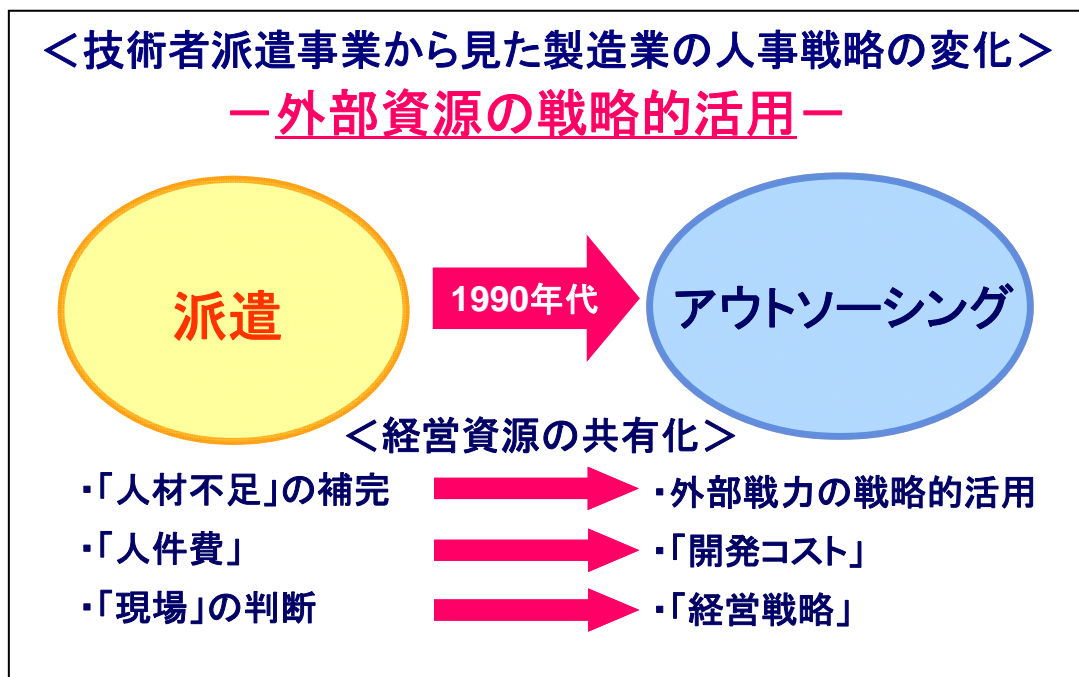 ＜技術者派遣事業から見た製造業の人事戦略の変化＞
－外部資源の戦略的活用－
派遣
1990年代
アウトソーシング
＜経営資源の共有化＞
・「人材不足」の補完
・外部戦力の戦略的活用
・「人件費」
・「開発コスト」
・「現場」の判断
・「経営戦略」